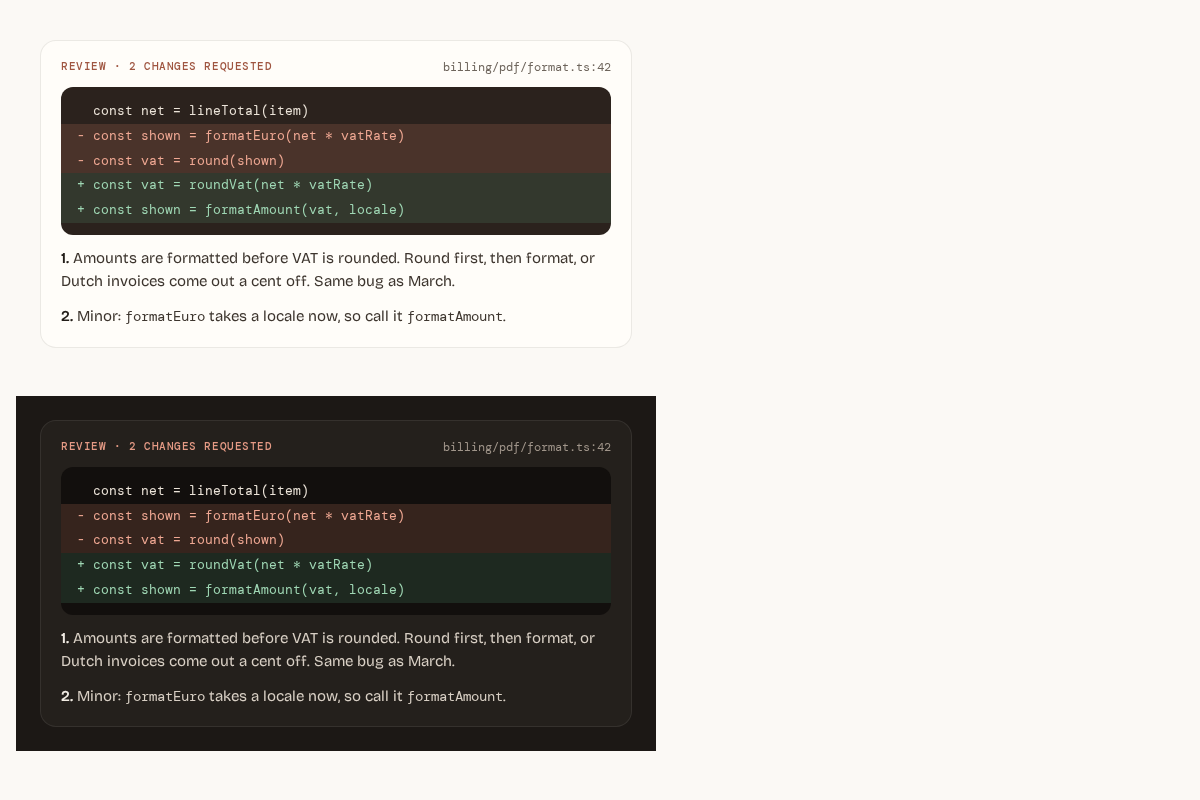 REVIEW · 2 CHANGES REQUESTED billing/pdf/format.ts:42
const net = lineTotal(item)
- const shown = formatEuro(net * vatRate)
- const vat = round(shown)
+ const vat = roundVat(net * vatRate)
+ const shown = formatAmount(vat, locale)
1. Amounts are formatted before VAT is rounded. Round first, then format, or
Dutch invoices come out a cent off. Same bug as March.
2. Minor: formatEuro takes a locale now, so call it formatAmount.
REVIEW · 2 CHANGES REQUESTED billing/pdf/format.ts:42
const net = lineTotal(item)
- const shown = formatEuro(net * vatRate)
- const vat = round(shown)
+ const vat = roundVat(net * vatRate)
+ const shown = formatAmount(vat, locale)
1. Amounts are formatted before VAT is rounded. Round first, then format, or
Dutch invoices come out a cent off. Same bug as March.
2. Minor: formatEuro takes a locale now, so call it formatAmount.